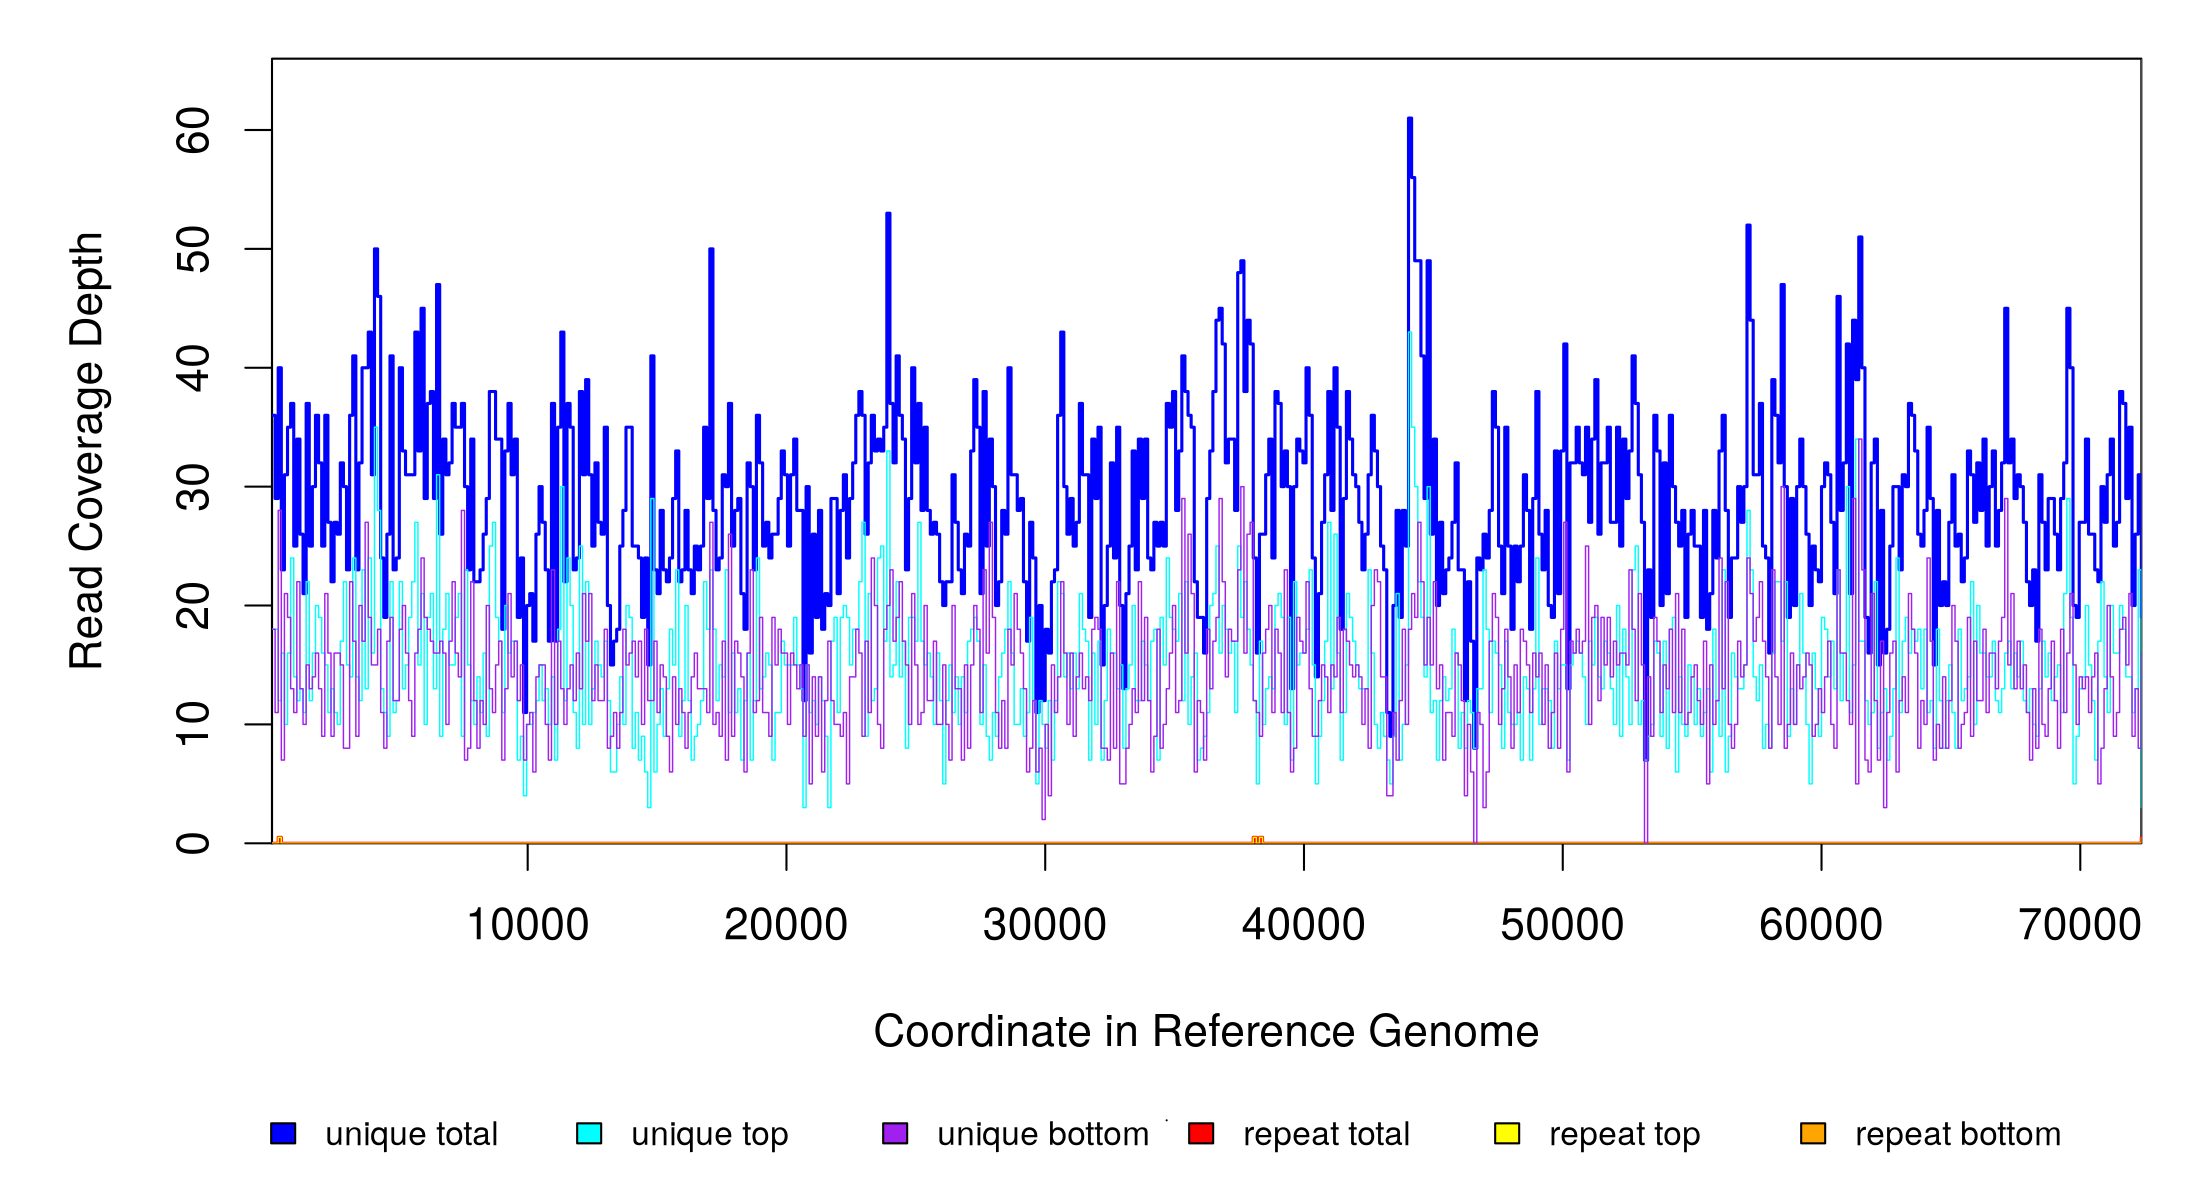 Read Coverage Depth
60
50
40
30
20
10
0
10000 20000 30000 40000 50000 60000 70000
Coordinate in Reference Genome
unique total unique top unique bottom repeat total repeat top repeat bottom